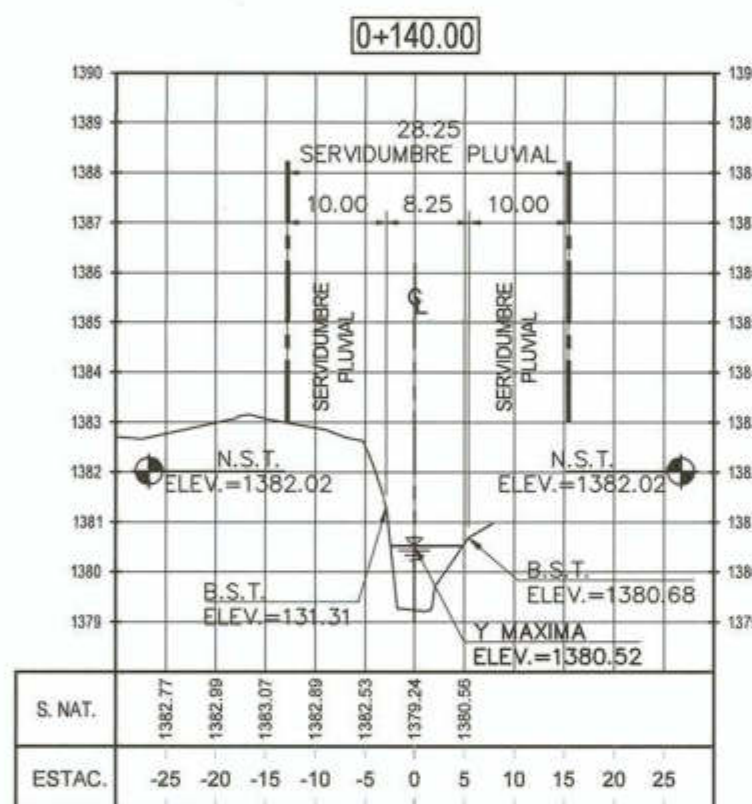 0+140.00
1390
1389
1388
1387
1386
1385
1384
1383
1382
1381
1380
1379
28.25
SERVIDUMBRE PLUVIAL
10.00 8.25 10.00
SERVIDUMBRE
PLUVIAL
CL
SERVIDUMBRE
PLUVIAL
N.S.T.
ELEV.=1382.02
N.S.T.
ELEV.=1382.02
B.S.T.
ELEV.=131.31
B.S.T.
ELEV.=1380.68
Y MAXIMA
ELEV.=1380.52
S. NAT. 1382.77 1382.99 1383.07 1382.89 1382.53 1379.24 1380.56
ESTAC. -25 -20 -15 -10 -5 0 5 10 15 20 25